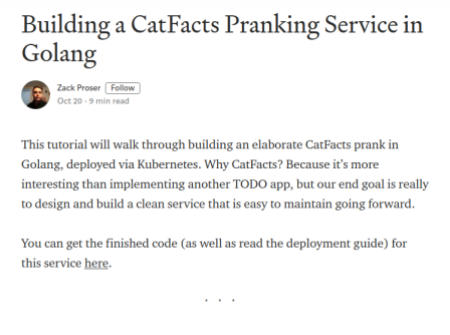 Building a CatFacts Pranking Service in
Golang
Zack Proser Follow
Oct 20 · 9 min read
This tutorial will walk through building an elaborate CatFacts prank in
Golang, deployed via Kubernetes. Why CatFacts? Because it's more
interesting than implementing another TODO app, but our end goal is really
to design and build a clean service that is easy to maintain going forward.
You can get the finished code (as well as read the deployment guide) for
this service here.
. . .